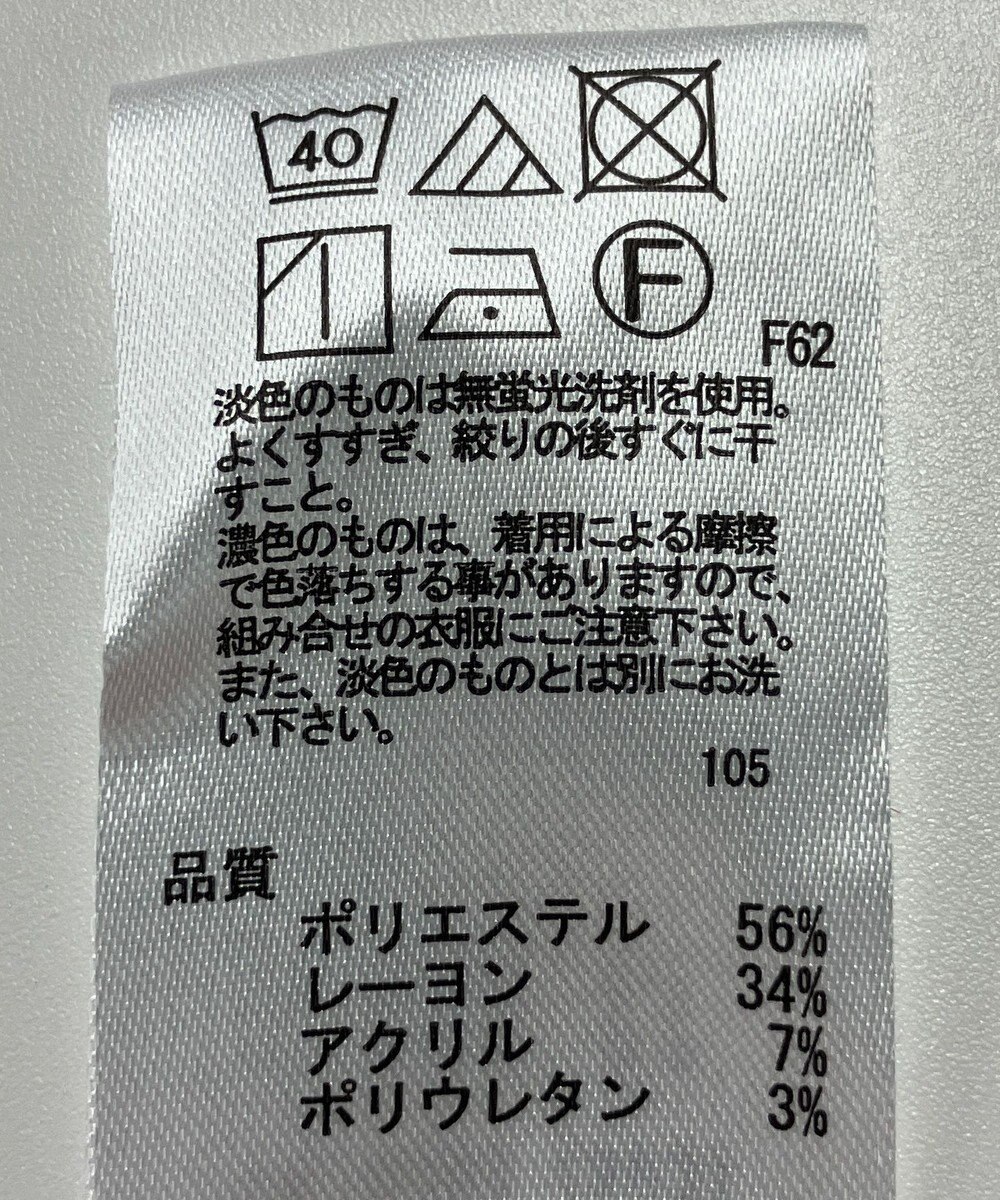 40
F
F62
淡色のものは無蛍光洗剤を使用。
よくすすぎ、絞りの後すぐに干
すこと。
濃色のものは、着用による摩擦
で色落ちする事がありますので、
組み合せの衣服にご注意下さい。
また、淡色のものとは別にお洗
い下さい。
105
品質
ポリエステル 56%
レーヨン 34%
アクリル 7%
ポリウレタン 3%